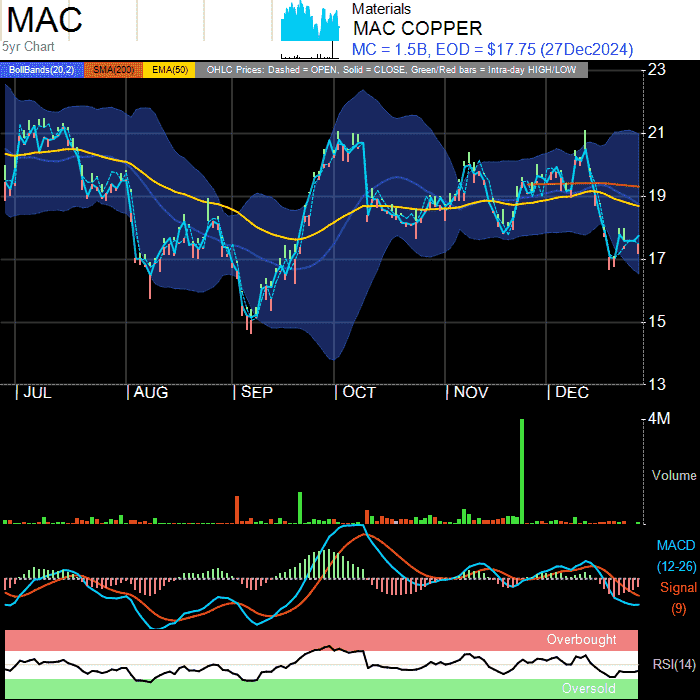 MAC
5yr Chart
Materials
MAC COPPER
MC = 1.5B, EOD = $17.75 (27Dec2024)
BollBands(20,2) SMA(200) EMA(50) OHLC Prices: Dashed = OPEN, Solid = CLOSE, Green/Red bars = Intra-day HIGH/LOW
23
21
19
17
15
13
JUL AUG SEP OCT NOV DEC
4M
Volume
MACD
(12-26)
Signal
(9)
Overbought
RSI(14)
Oversold